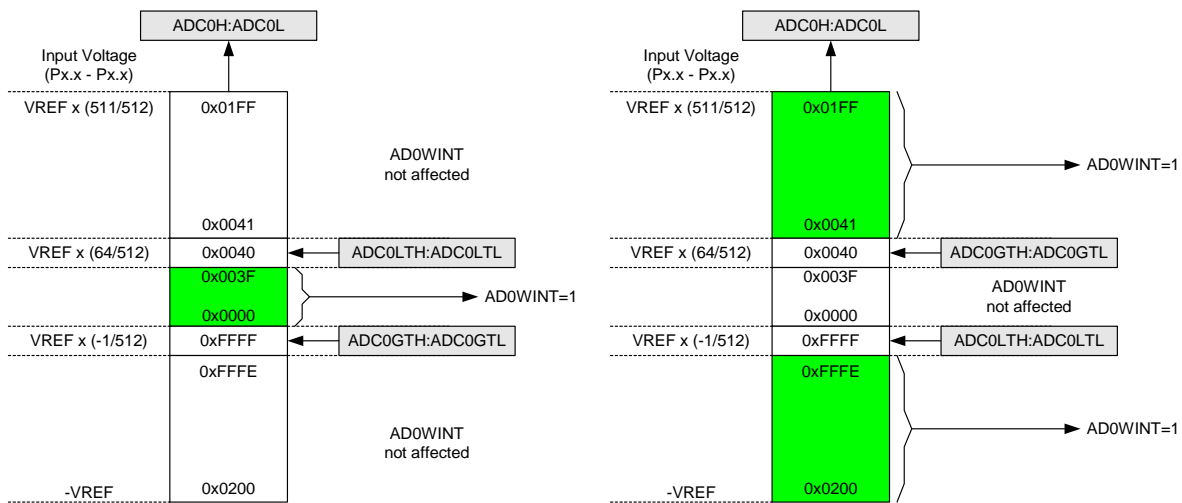 ADC0H:ADC0L
Input Voltage
(Px.x - Px.x)
VREF x (511/512)
0x01FF
AD0WINT
not affected
0x0041
VREF x (64/512)
0x0040
ADC0LTH:ADC0LTL
0x003F
AD0WINT=1
0x0000
VREF x (-1/512)
0xFFFF
ADC0GTH:ADC0GTL
0xFFFE
AD0WINT
not affected
-VREF
0x0200
ADC0H:ADC0L
Input Voltage
(Px.x - Px.x)
VREF x (511/512)
0x01FF
AD0WINT=1
0x0041
VREF x (64/512)
0x0040
ADC0GTH:ADC0GTL
0x003F
AD0WINT
not affected
0x0000
VREF x (-1/512)
0xFFFF
ADC0LTH:ADC0LTL
0xFFFE
AD0WINT=1
-VREF
0x0200